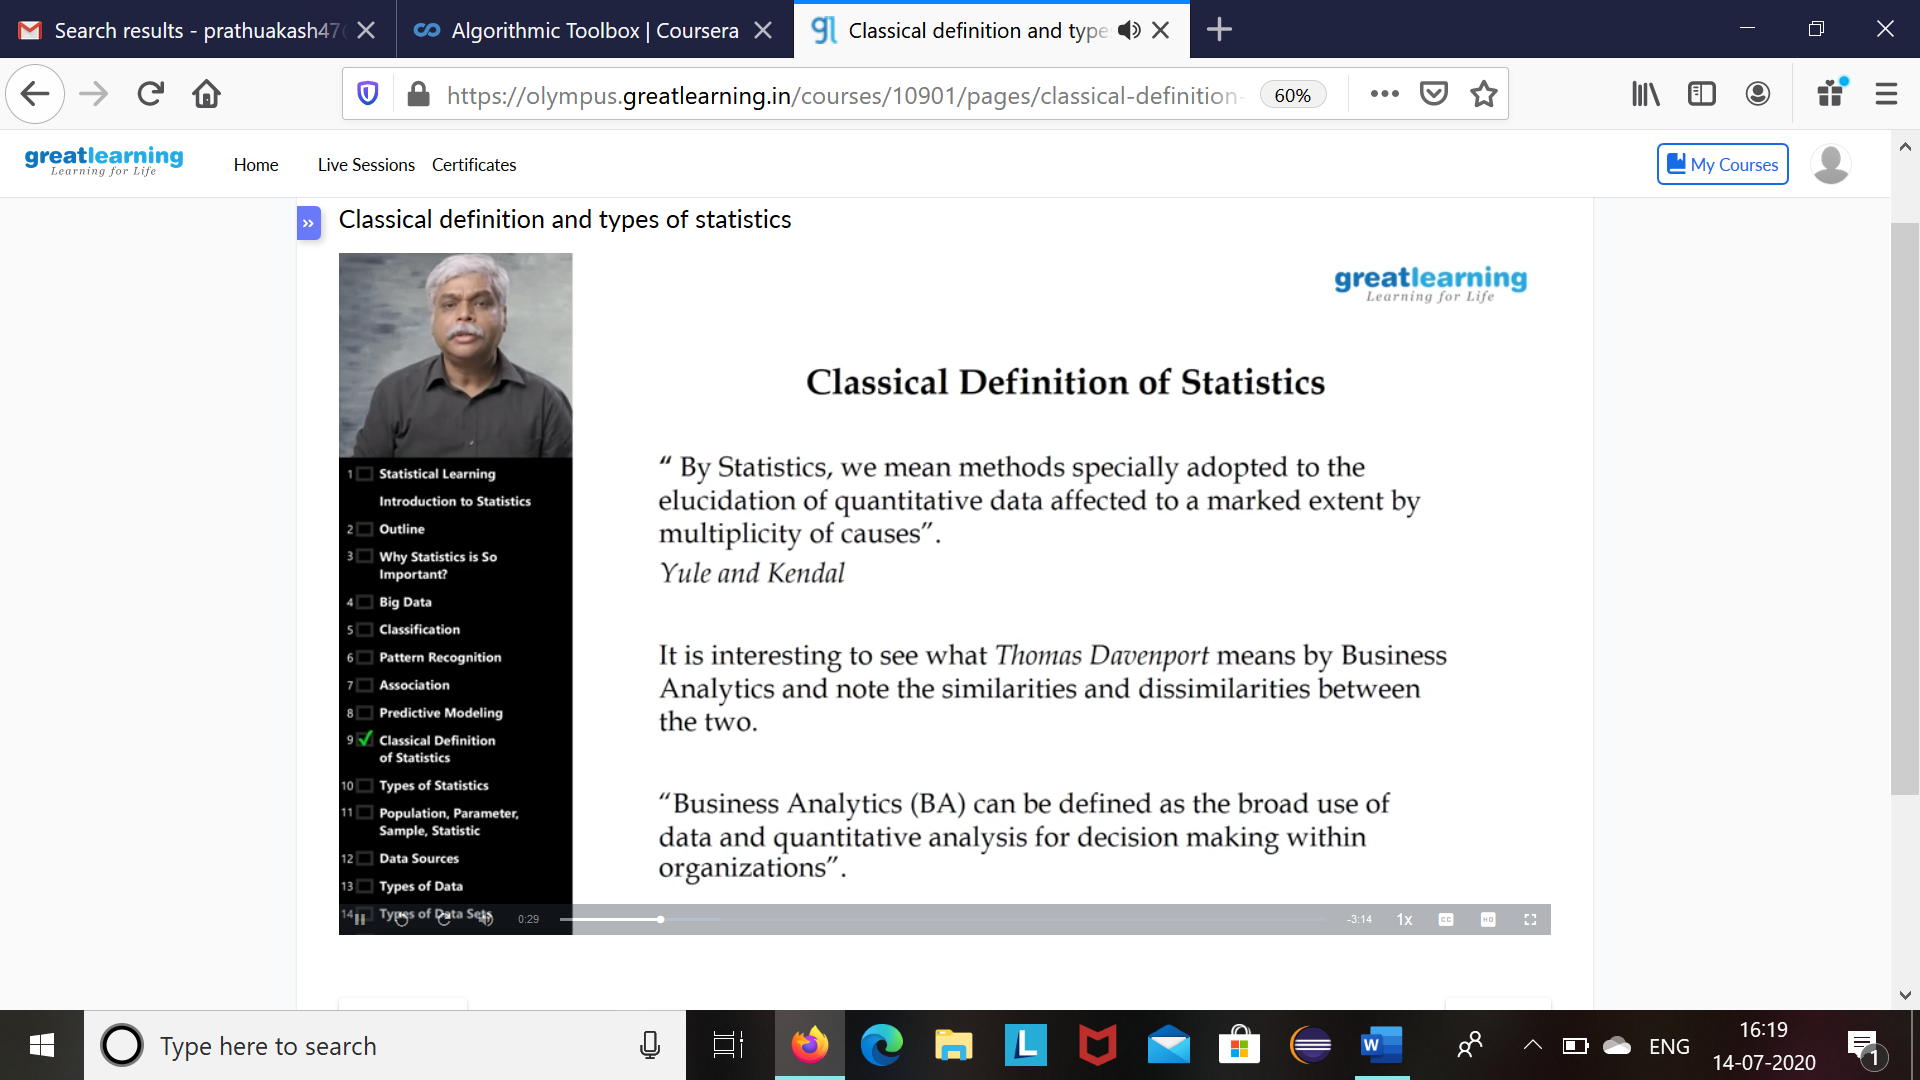 Search results - prathuakash47
Algorithmic Toolbox | Coursera
Classical definition and type
https://olympus.greatlearning.in/courses/10901/pages/classical-definition-
60%
greatlearning
Learning for Life
Home
Live Sessions
Certificates
My Courses
»
Classical definition and types of statistics
greatlearning
Learning for Life
1 Statistical Learning
Introduction to Statistics
2 Outline
3 Why Statistics is So
Important?
4 Big Data
5 Classification
6 Pattern Recognition
7 Association
8 Predictive Modeling
9 Classical Definition
of Statistics
10 Types of Statistics
11 Population, Parameter,
Sample, Statistic
12 Data Sources
13 Types of Data
14 Types of Data Sets
Classical Definition of Statistics
“ By Statistics, we mean methods specially adopted to the
elucidation of quantitative data affected to a marked extent by
multiplicity of causes”.
Yule and Kendal
It is interesting to see what Thomas Davenport means by Business
Analytics and note the similarities and dissimilarities between
the two.
“Business Analytics (BA) can be defined as the broad use of
data and quantitative analysis for decision making within
organizations”.
0:29
-3:14
1x
CC
HD
Type here to search
L
W
ENG
16:19
14-07-2020
1